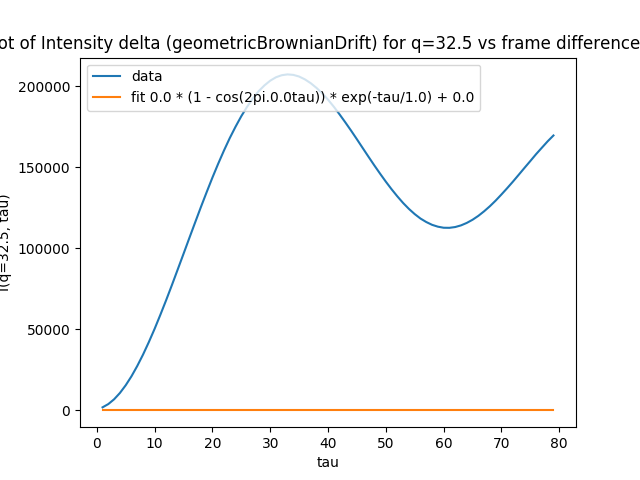 ot of Intensity delta (geometricBrownianDrift) for q=32.5 vs frame difference
data
fit 0.0 * (1 - cos(2pi.0.0tau)) * exp(-tau/1.0) + 0.0
200000
150000
100000
50000
0
I(q=32.5, tau)
0 10 20 30 40 50 60 70 80
tau